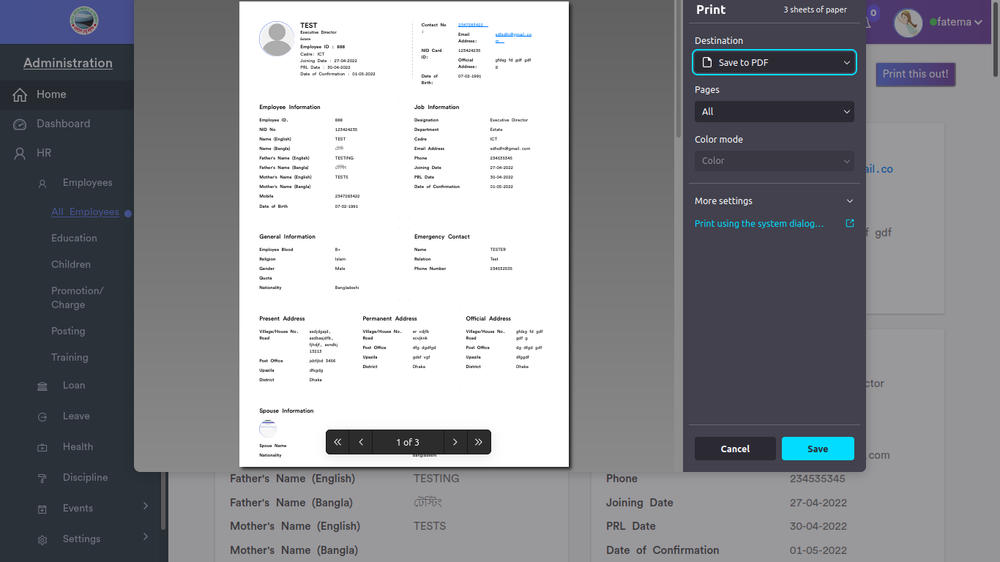 Administration
Home
Dashboard
HR
Employees
All Employees
Education
Children
Promotion/
Charge
Posting
Training
Loan
Leave
Health
Discipline
Events
Settings
TEST
Executive Director
Estate
Employee ID : 888
Cadre: ICT
Joining Date : 27-04-2022
PRL Date : 30-04-2022
Date of Confirmation : 01-05-2022
Contact No 2347283422
:
Email sdfsdfn@gmail.co
Address: m
NID Card 123424235
ID:
Official gfdsg fd gdf gdf
Address: g
Date of 07-02-1991
Birth:
Employee Information
Employee ID. 888
NID No 123424235
Name (English) TEST
Name (Bangla) টেস্ট
Father's Name (English) TESTING
Father's Name (Bangla) টেস্টিং
Mother's Name (English) TESTS
Mother's Name (Bangla)
Mobile 2347283422
Date of Birth 07-02-1991
Job Information
Designation Executive Director
Department Estate
Cadre ICT
Email Address sdfsdfn@gmail.com
Phone 234535345
Joining Date 27-04-2022
PRL Date 30-04-2022
Date of Confirmation 01-05-2022
General Information
Employee Blood B+
Religion Islam
Gender Male
Quota
Nationality Bangladeshi
Emergency Contact
Name TESTER
Relation Test
Phone Number 234532535
Present Address
Village/House No. asdjdgajd,
Road asdbasjdfb,
fjhdjf, asndkj
13213
Post Office jxbfjbd 3456
Upazila dfsgdg
District Dhaka
Permanent Address
Village/House No. er vdjfb
Road xcvjknk
Post Office dfg dgdfgd
Upazila gdsf vgf
District Dhaka
Official Address
Village/House No. gfdsg fd gdf
Road gdf g
Post Office dg dfgd gdf
Upazila dfggdf
District Dhaka
Spouse Information
Spoue Name
Nationality Bangladeshi
1 of 3
Print 3 sheets of paper
Destination
Save to PDF
Pages
All
Color mode
Color
More settings
Print using the system dialog...
Cancel Save
0 fatema
Print this out!
ail.co
f gdf
ctor
.com
Father's Name (English) TESTING
Father's Name (Bangla) টেস্টিং
Mother's Name (English) TESTS
Mother's Name (Bangla)
Phone 234535345
Joining Date 27-04-2022
PRL Date 30-04-2022
Date of Confirmation 01-05-2022